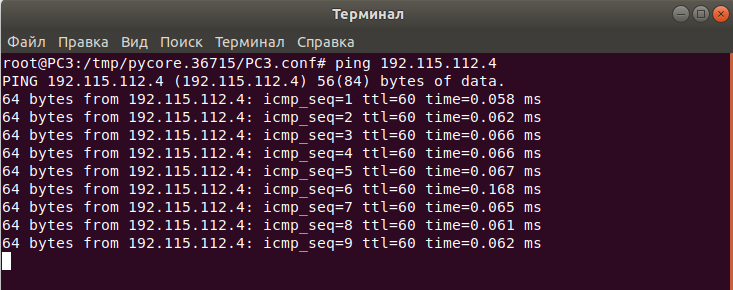 Терминал
Файл Правка Вид Поиск Терминал Справка
root@PC3:/tmp/pycore.36715/PC3.conf# ping 192.115.112.4
PING 192.115.112.4 (192.115.112.4) 56(84) bytes of data.
64 bytes from 192.115.112.4: icmp_seq=1 ttl=60 time=0.058 ms
64 bytes from 192.115.112.4: icmp_seq=2 ttl=60 time=0.062 ms
64 bytes from 192.115.112.4: icmp_seq=3 ttl=60 time=0.066 ms
64 bytes from 192.115.112.4: icmp_seq=4 ttl=60 time=0.066 ms
64 bytes from 192.115.112.4: icmp_seq=5 ttl=60 time=0.067 ms
64 bytes from 192.115.112.4: icmp_seq=6 ttl=60 time=0.168 ms
64 bytes from 192.115.112.4: icmp_seq=7 ttl=60 time=0.065 ms
64 bytes from 192.115.112.4: icmp_seq=8 ttl=60 time=0.061 ms
64 bytes from 192.115.112.4: icmp_seq=9 ttl=60 time=0.062 ms